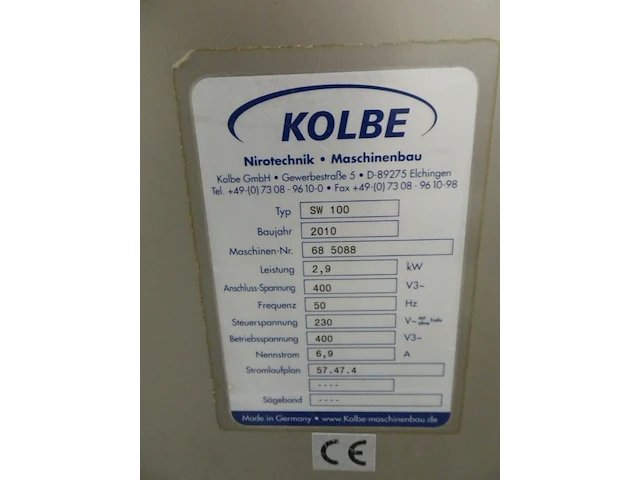 KOLBE
Nirotechnik • Maschinenbau
Kolbe GmbH • Gewerbestraße 5 • D-89275 Elchingen
Tel. +49-(0) 73 08 - 96 10-0 • Fax +49-(0) 73 08 - 96 10-98
Typ SW 100
Baujahr 2010
Maschinen-Nr. 68 5088
Leistung 2,9 kW
Anschluss-Spannung 400 V3~
Frequenz 50 Hz
Steuerspannung 230 V~
Betriebsspannung 400 V3~
Nennstrom 6,9 A
Stromlaufplan 57.47.4
----
Sägeband ----
Made in Germany • www.Kolbe-maschinenbau.de
CE